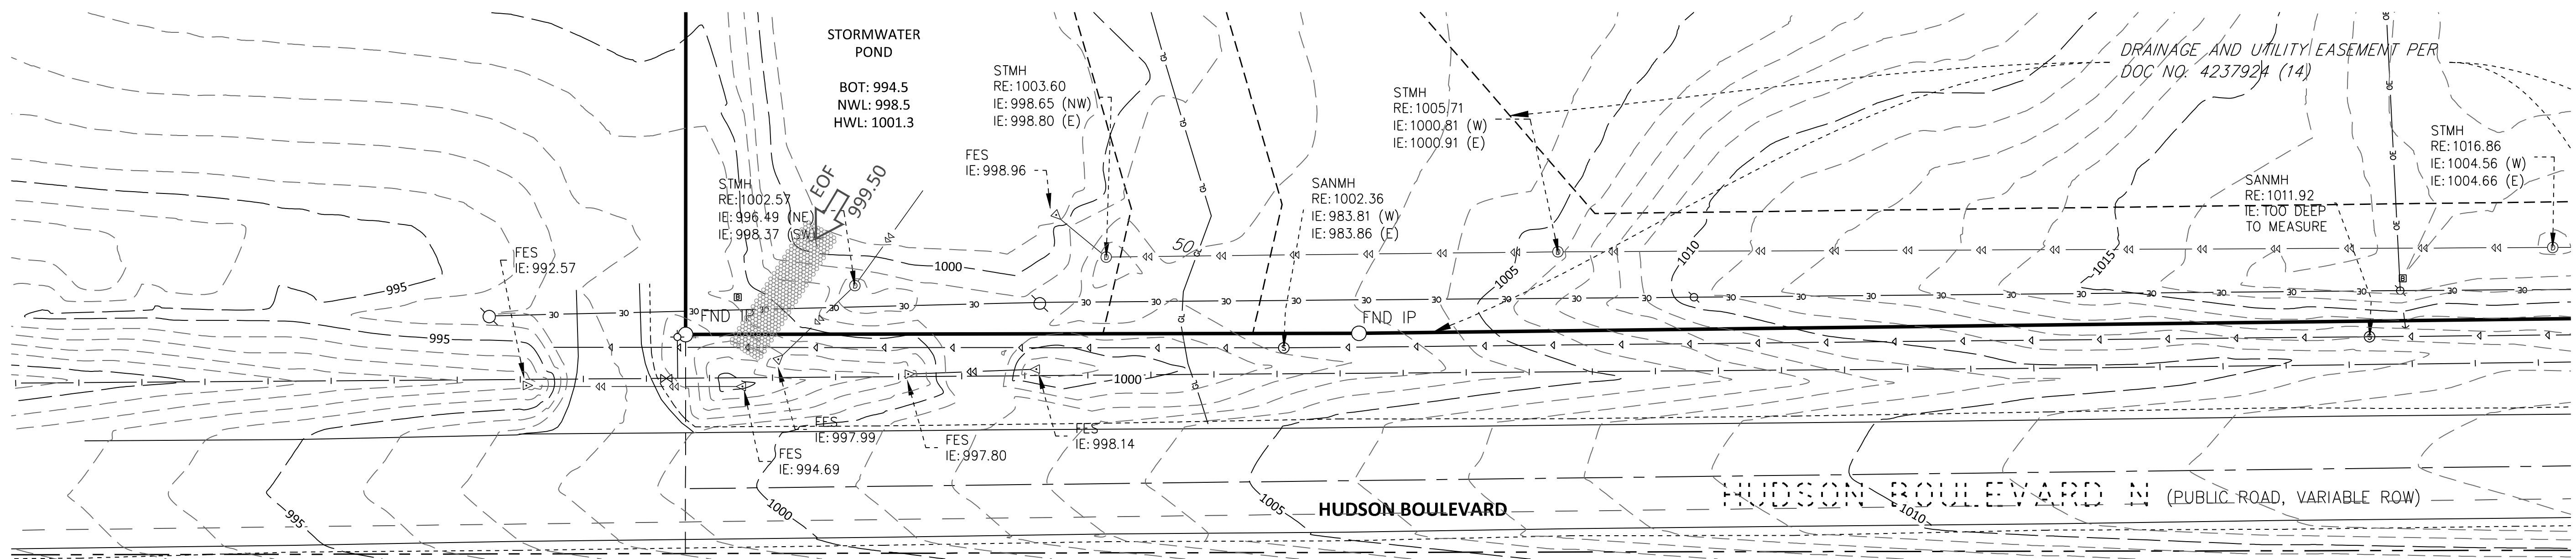 STORMWATER
POND
BOT: 994.5
NWL: 998.5
HWL: 1001.3
STMH
RE: 1003.60
IE: 998.65 (NW)
IE: 998.80 (E)
FES
IE: 998.96
STMH
RE: 1002.57
IE: 996.49 (NE)
IE: 998.37 (SW)
EOF
999.50
STMH
RE: 1005.71
IE: 1000.81 (W)
IE: 1000.91 (E)
SANMH
RE: 1002.36
IE: 983.81 (W)
IE: 983.86 (E)
DRAINAGE AND UTILITY EASEMENT PER
DOC NO. 4237924 (14)
STMH
RE: 1016.86
IE: 1004.56 (W)
IE: 1004.66 (E)
SANMH
RE: 1011.92
IE: TOO DEEP
TO MEASURE
FES
IE: 992.57
995
1000
50
1005
1010
1015
FND IP
FND IP
995
1000
FES
IE: 997.99
FES
IE: 994.69
FES
IE: 997.80
FES
IE: 998.14
995
1000
1005
1010
HUDSON BOULEVARD
HUDSON BOULEVARD N (PUBLIC ROAD, VARIABLE ROW)